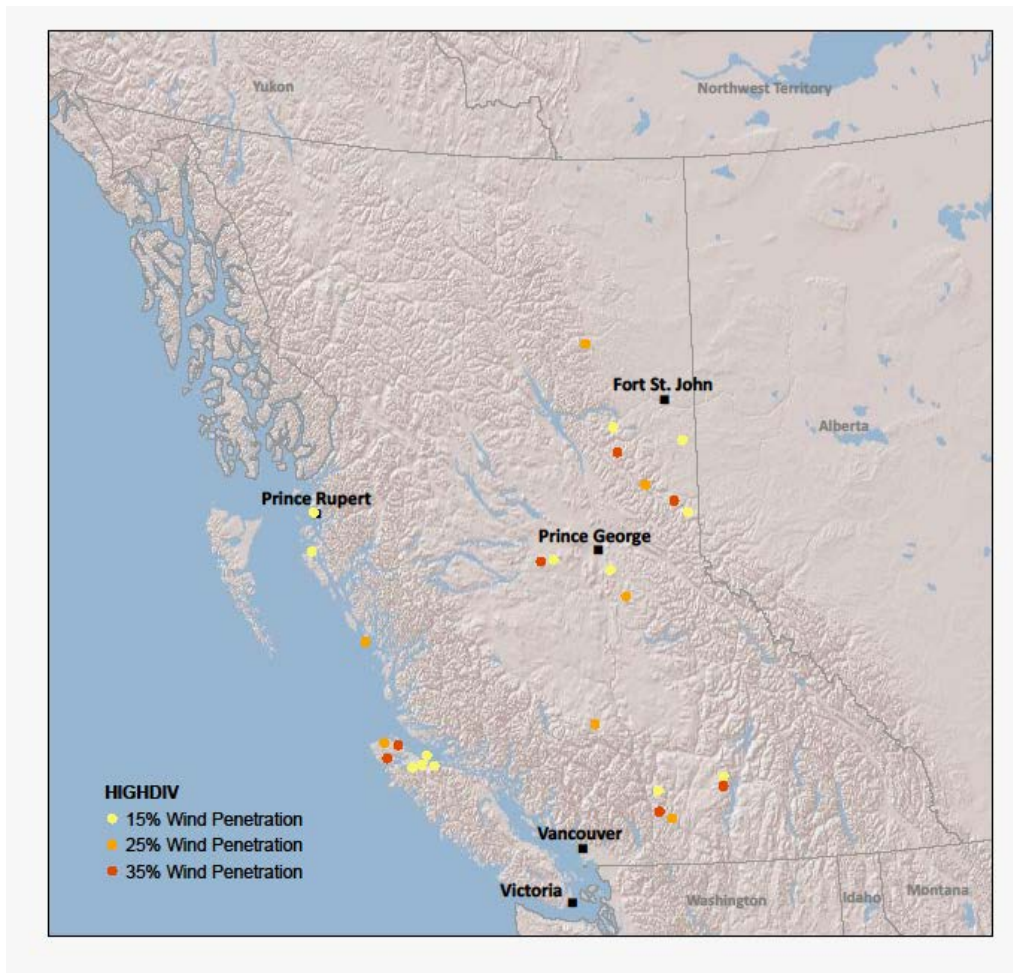 Yukon
Northwest Territory
Fort St. John
Alberta
Prince Rupert
Prince George
HIGHDIV
15% Wind Penetration
25% Wind Penetration
35% Wind Penetration
Vancouver
Victoria
Washington
Idaho
Montana